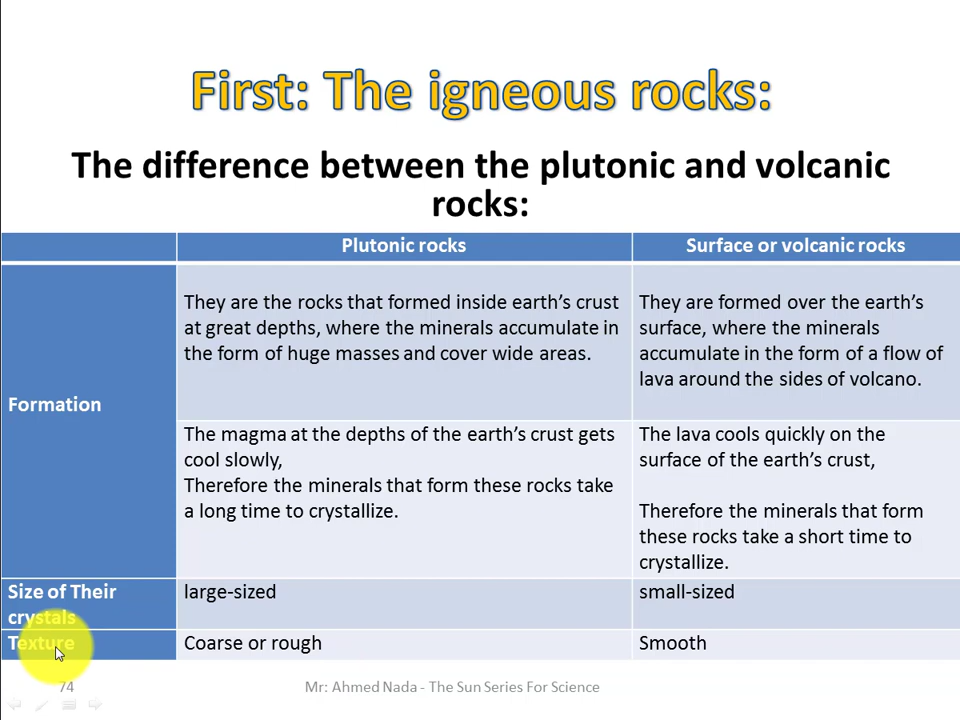 First: The igneous rocks:
The difference between the plutonic and volcanic
rocks:
Plutonic rocks
Surface or volcanic rocks
Formation
They are the rocks that formed inside earth's crust
at great depths, where the minerals accumulate in
the form of huge masses and cover wide areas.
They are formed over the earth's
surface, where the minerals
accumulate in the form of a flow of
lava around the sides of volcano.
The magma at the depths of the earth's crust gets
cool slowly,
Therefore the minerals that form these rocks take
a long time to crystallize.
The lava cools quickly on the
surface of the earth's crust,
Therefore the minerals that form
these rocks take a short time to
crystallize.
Size of Their
crystals
large-sized
small-sized
Texture
Coarse or rough
Smooth
74
Mr: Ahmed Nada - The Sun Series For Science